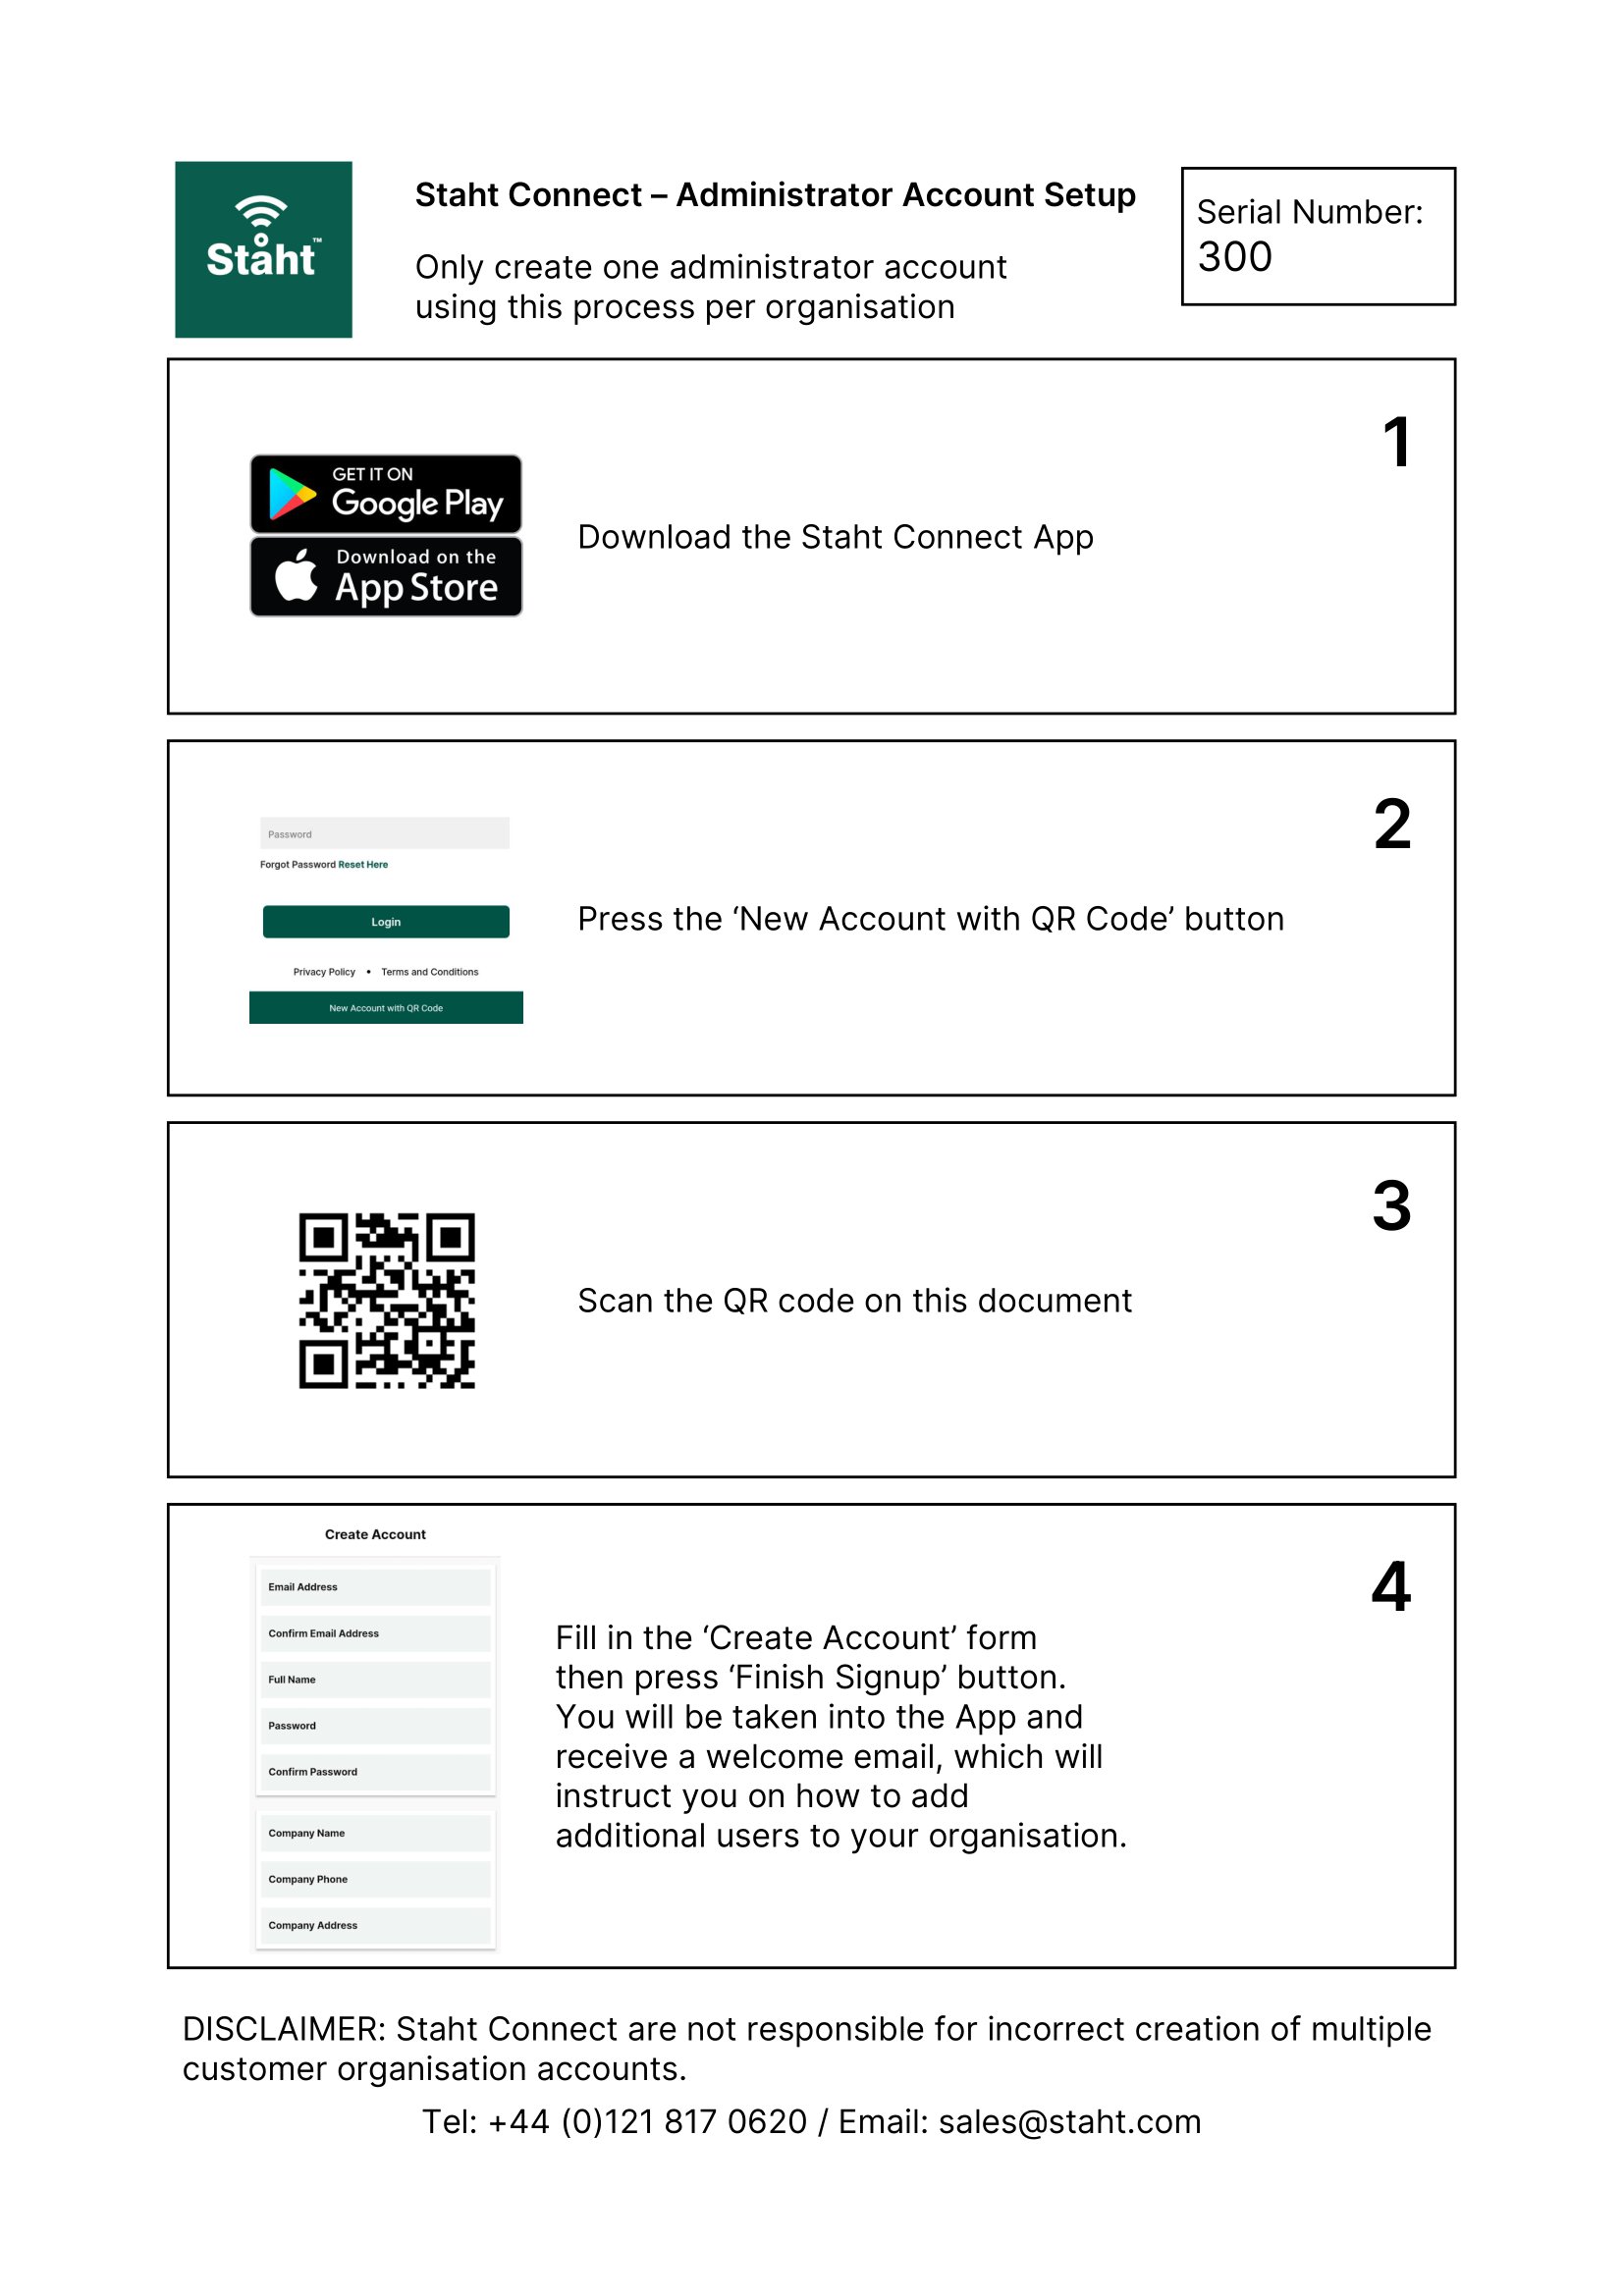 Staht™
Staht Connect – Administrator Account Setup
Only create one administrator account
using this process per organisation
Serial Number:
300
1
GET IT ON
Google Play
Download on the
App Store
Download the Staht Connect App
2
Password
Forgot Password Reset Here
Login
Privacy Policy • Terms and Conditions
New Account with QR Code
Press the ‘New Account with QR Code’ button
3
Scan the QR code on this document
4
Create Account
Email Address
Confirm Email Address
Full Name
Password
Confirm Password
Company Name
Company Phone
Company Address
Fill in the ‘Create Account’ form
then press ‘Finish Signup’ button.
You will be taken into the App and
receive a welcome email, which will
instruct you on how to add
additional users to your organisation.
DISCLAIMER: Staht Connect are not responsible for incorrect creation of multiple
customer organisation accounts.
Tel: +44 (0)121 817 0620 / Email: sales@staht.com